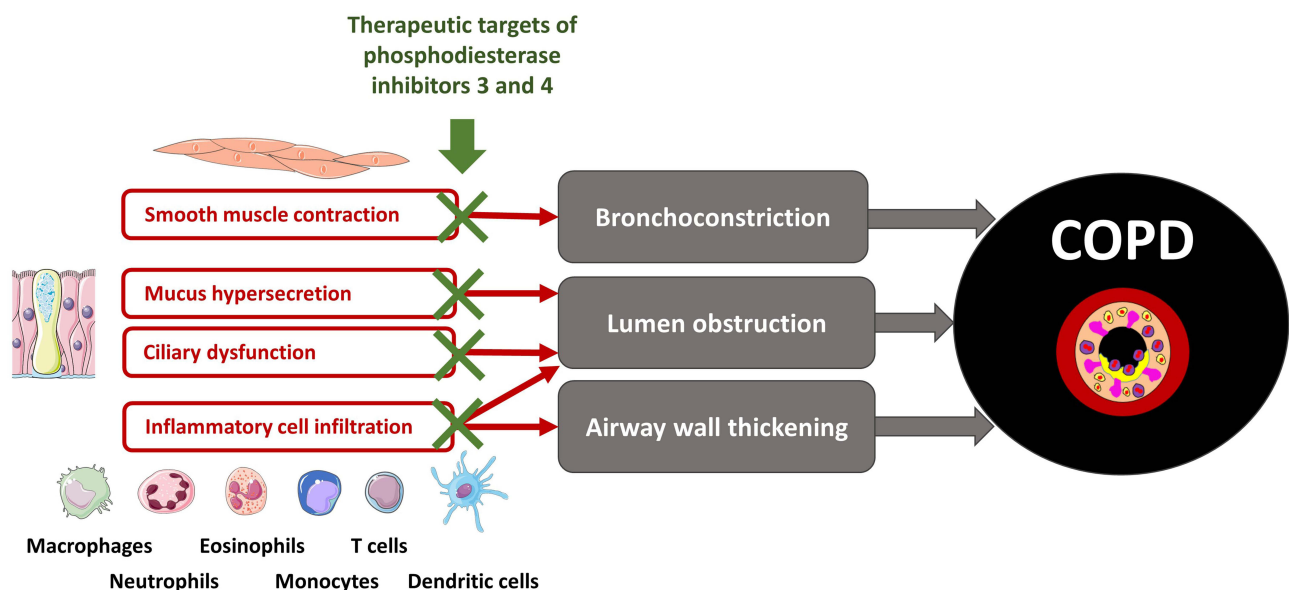 Therapeutic targets of
phosphodiesterase
inhibitors 3 and 4
Smooth muscle contraction
Bronchoconstriction
COPD
Mucus hypersecretion
Lumen obstruction
Ciliary dysfunction
Inflammatory cell infiltration
Airway wall thickening
Macrophages
Eosinophils
T cells
Neutrophils
Monocytes
Dendritic cells